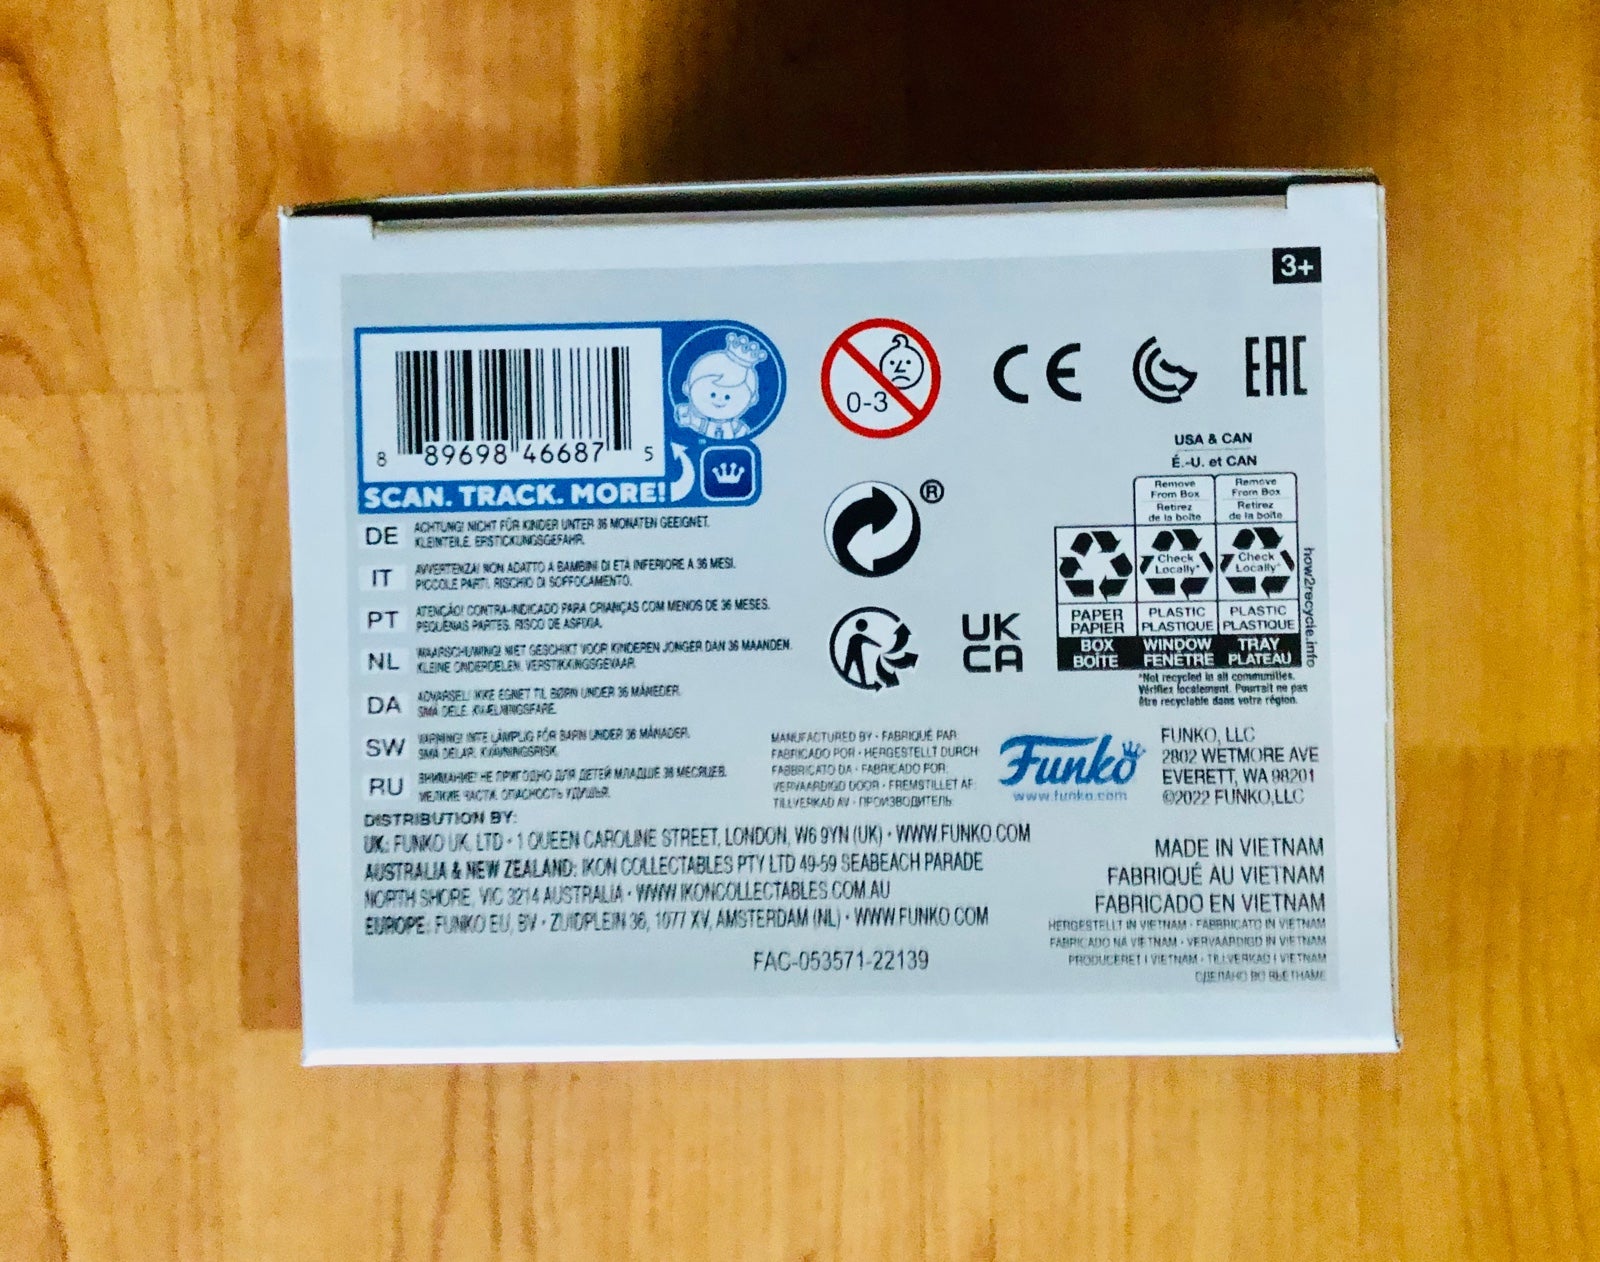 3+
8 89698 46687 5
SCAN. TRACK. MORE!
0-3
CE
EAC
®
UK
CA
USA & CAN
É.-U. et CAN
Remove
From Box
Retirez
de la boîte
Remove
From Box
Retirez
de la boîte
Check
Locally*
Check
Locally*
PAPER
PAPIER
PLASTIC
PLASTIQUE
PLASTIC
PLASTIQUE
BOX
BOÎTE
WINDOW
FENÊTRE
TRAY
PLATEAU
how2recycle.info
*Not recycled in all communities.
Vérifiez localement. Pourrait ne pas
être recyclable dans votre région.
DE ACHTUNG! NICHT FÜR KINDER UNTER 36 MONATEN GEEIGNET.
KLEINTEILE. ERSTICKUNGSGEFAHR.
IT AVVERTENZA! NON ADATTO A BAMBINI DI ETÀ INFERIORE A 36 MESI.
PICCOLE PARTI. RISCHIO DI SOFFOCAMENTO.
PT ATENÇÃO! CONTRA-INDICADO PARA CRIANÇAS COM MENOS DE 36 MESES.
PEQUENAS PARTES. RISCO DE ASFIXIA.
NL WAARSCHUWING! NIET GESCHIKT VOOR KINDEREN JONGER DAN 36 MAANDEN.
KLEINE ONDERDELEN. VERSTIKKINGSGEVAAR.
DA ADVARSEL! IKKE EGNET TIL BØRN UNDER 36 MÅNEDER.
SMÅ DELE. KVÆLNINGSFARE.
SW VARNING! INTE LÄMPLIG FÖR BARN UNDER 36 MÅNADER.
SMÅ DELAR. KVÄVNINGSRISK.
RU ВНИМАНИЕ! НЕ ПРИГОДНО ДЛЯ ДЕТЕЙ МЛАДШЕ 36 МЕСЯЦЕВ.
МЕЛКИЕ ЧАСТИ. ОПАСНОСТЬ УДУШЬЯ.
MANUFACTURED BY • FABRIQUÉ PAR
FABRICADO POR • HERGESTELLT DURCH
FABBRICATO DA • FABRICADO POR:
VERVAARDIGD DOOR • FREMSTILLET AF:
TILLVERKAD AV • ПРОИЗВОДИТЕЛЬ:
Funko
www.funko.com
FUNKO, LLC
2802 WETMORE AVE
EVERETT, WA 98201
©2022 FUNKO,LLC
DISTRIBUTION BY:
UK: FUNKO UK, LTD • 1 QUEEN CAROLINE STREET, LONDON, W6 9YN (UK) • WWW.FUNKO.COM
AUSTRALIA & NEW ZEALAND: IKON COLLECTABLES PTY LTD 49-59 SEABEACH PARADE
NORTH SHORE, VIC 3214 AUSTRALIA • WWW.IKONCOLLECTABLES.COM.AU
EUROPE: FUNKO EU, BV • ZUIDPLEIN 36, 1077 XV, AMSTERDAM (NL) • WWW.FUNKO.COM
FAC-053571-22139
MADE IN VIETNAM
FABRIQUÉ AU VIETNAM
FABRICADO EN VIETNAM
HERGESTELLT IN VIETNAM • FABBRICATO IN VIETNAM
FABRICADO NA VIETNAM • VERVAARDIGD IN VIETNAM
PRODUCERET I VIETNAM • TILLVERKAD I VIETNAM
СДЕЛАНО ВО ВЬЕТНАМЕ